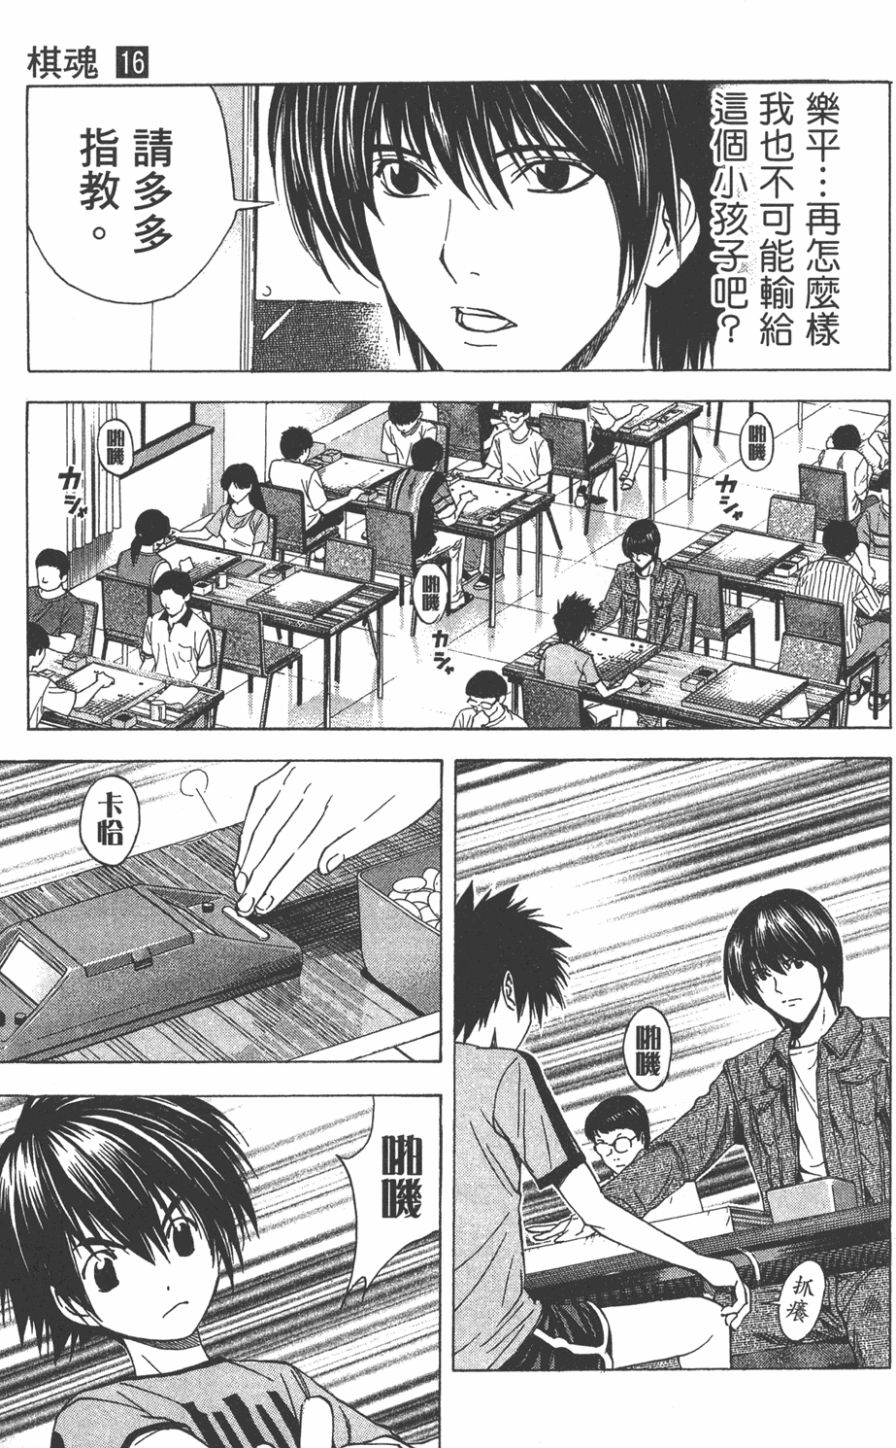 棋魂 16
樂平…再怎麼樣
我也不可能輸給
這個小孩子吧？
請多多
指教。
啪嘰
カシャ
啪嘰
カシャ
啪嘰
カシャ
啪嘰
抓癢
卡恰
啪嘰